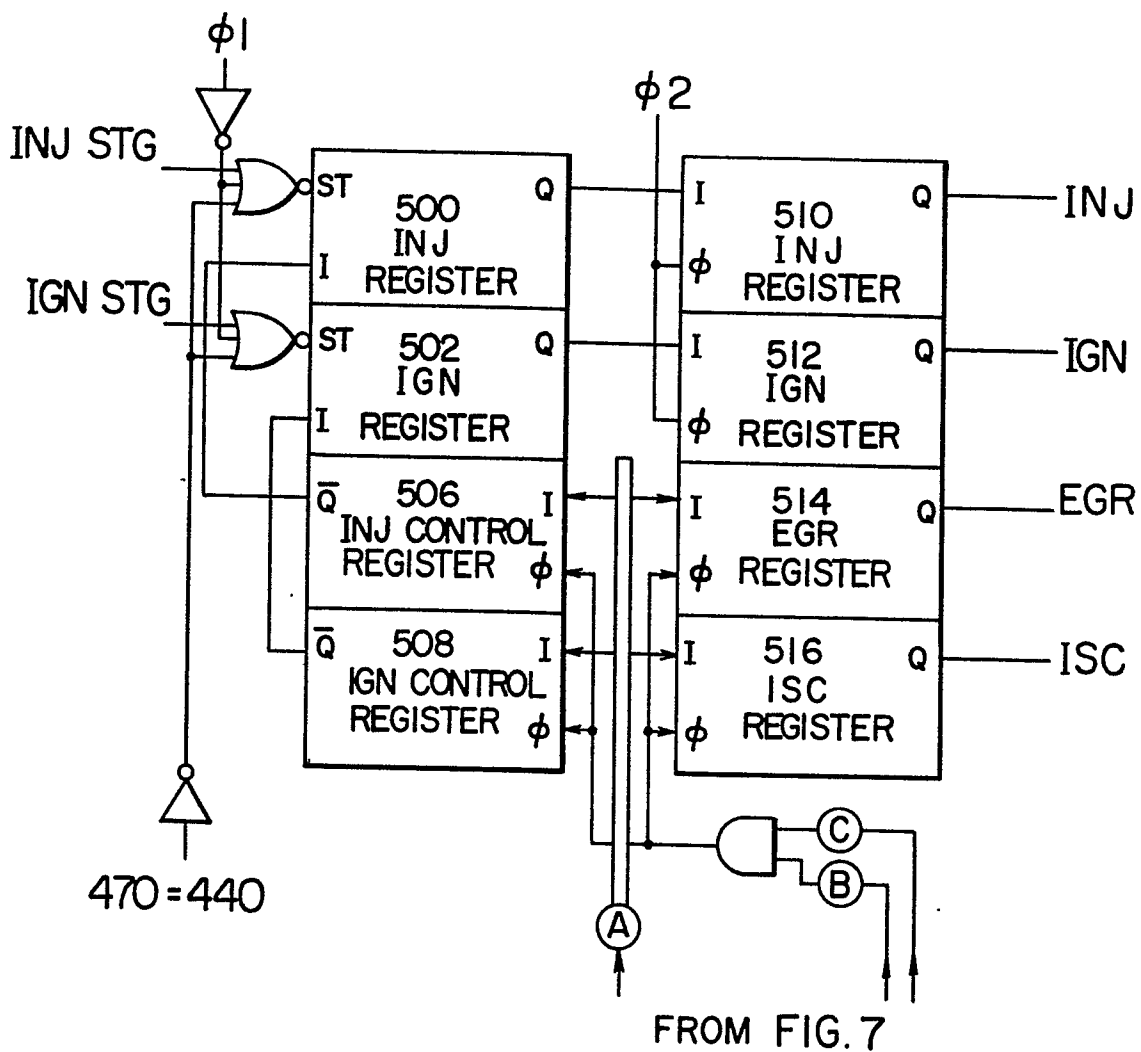 φ1
φ2
INJ STG
ST
Q
500
INJ
REGISTER
I
IGN STG
ST
Q
502
IGN
REGISTER
I
Q̅
506
INJ CONTROL
REGISTER
I
φ
Q̅
508
IGN CONTROL
REGISTER
I
φ
I
510
INJ
REGISTER
Q
INJ
φ
I
512
IGN
REGISTER
Q
IGN
φ
I
514
EGR
REGISTER
Q
EGR
φ
I
516
ISC
REGISTER
Q
ISC
φ
470=440
C
B
A
FROM FIG. 7